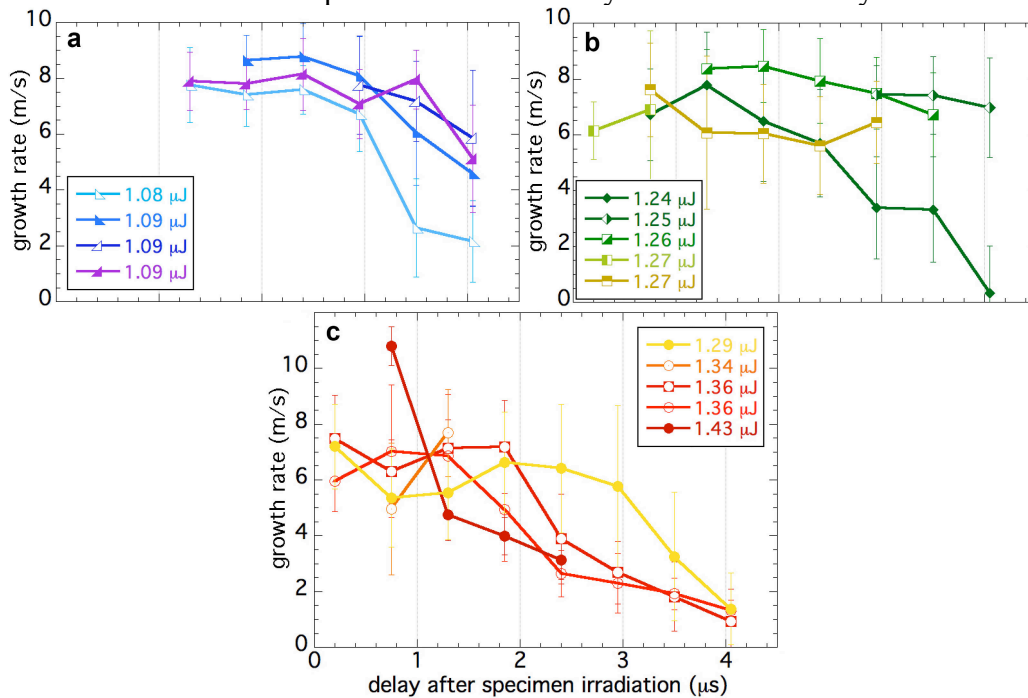 a
growth rate (m/s)
10
8
6
4
2
0
1.08 µJ
1.09 µJ
1.09 µJ
1.09 µJ
b
growth rate (m/s)
10
8
6
4
2
0
1.24 µJ
1.25 µJ
1.26 µJ
1.27 µJ
1.27 µJ
c
growth rate (m/s)
10
8
6
4
2
0
1.29 µJ
1.34 µJ
1.36 µJ
1.36 µJ
1.43 µJ
0 1 2 3 4
delay after specimen irradiation (µs)